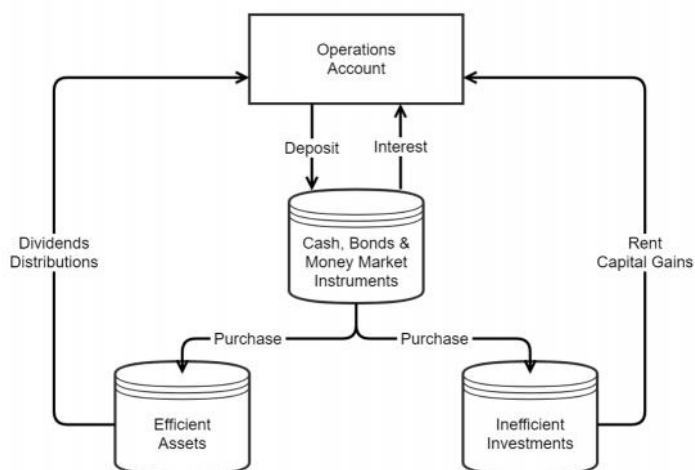 Operations
Account
Deposit
Interest
Cash, Bonds &
Money Market
Instruments
Dividends
Distributions
Rent
Capital Gains
Purchase
Purchase
Efficient
Assets
Inefficient
Investments